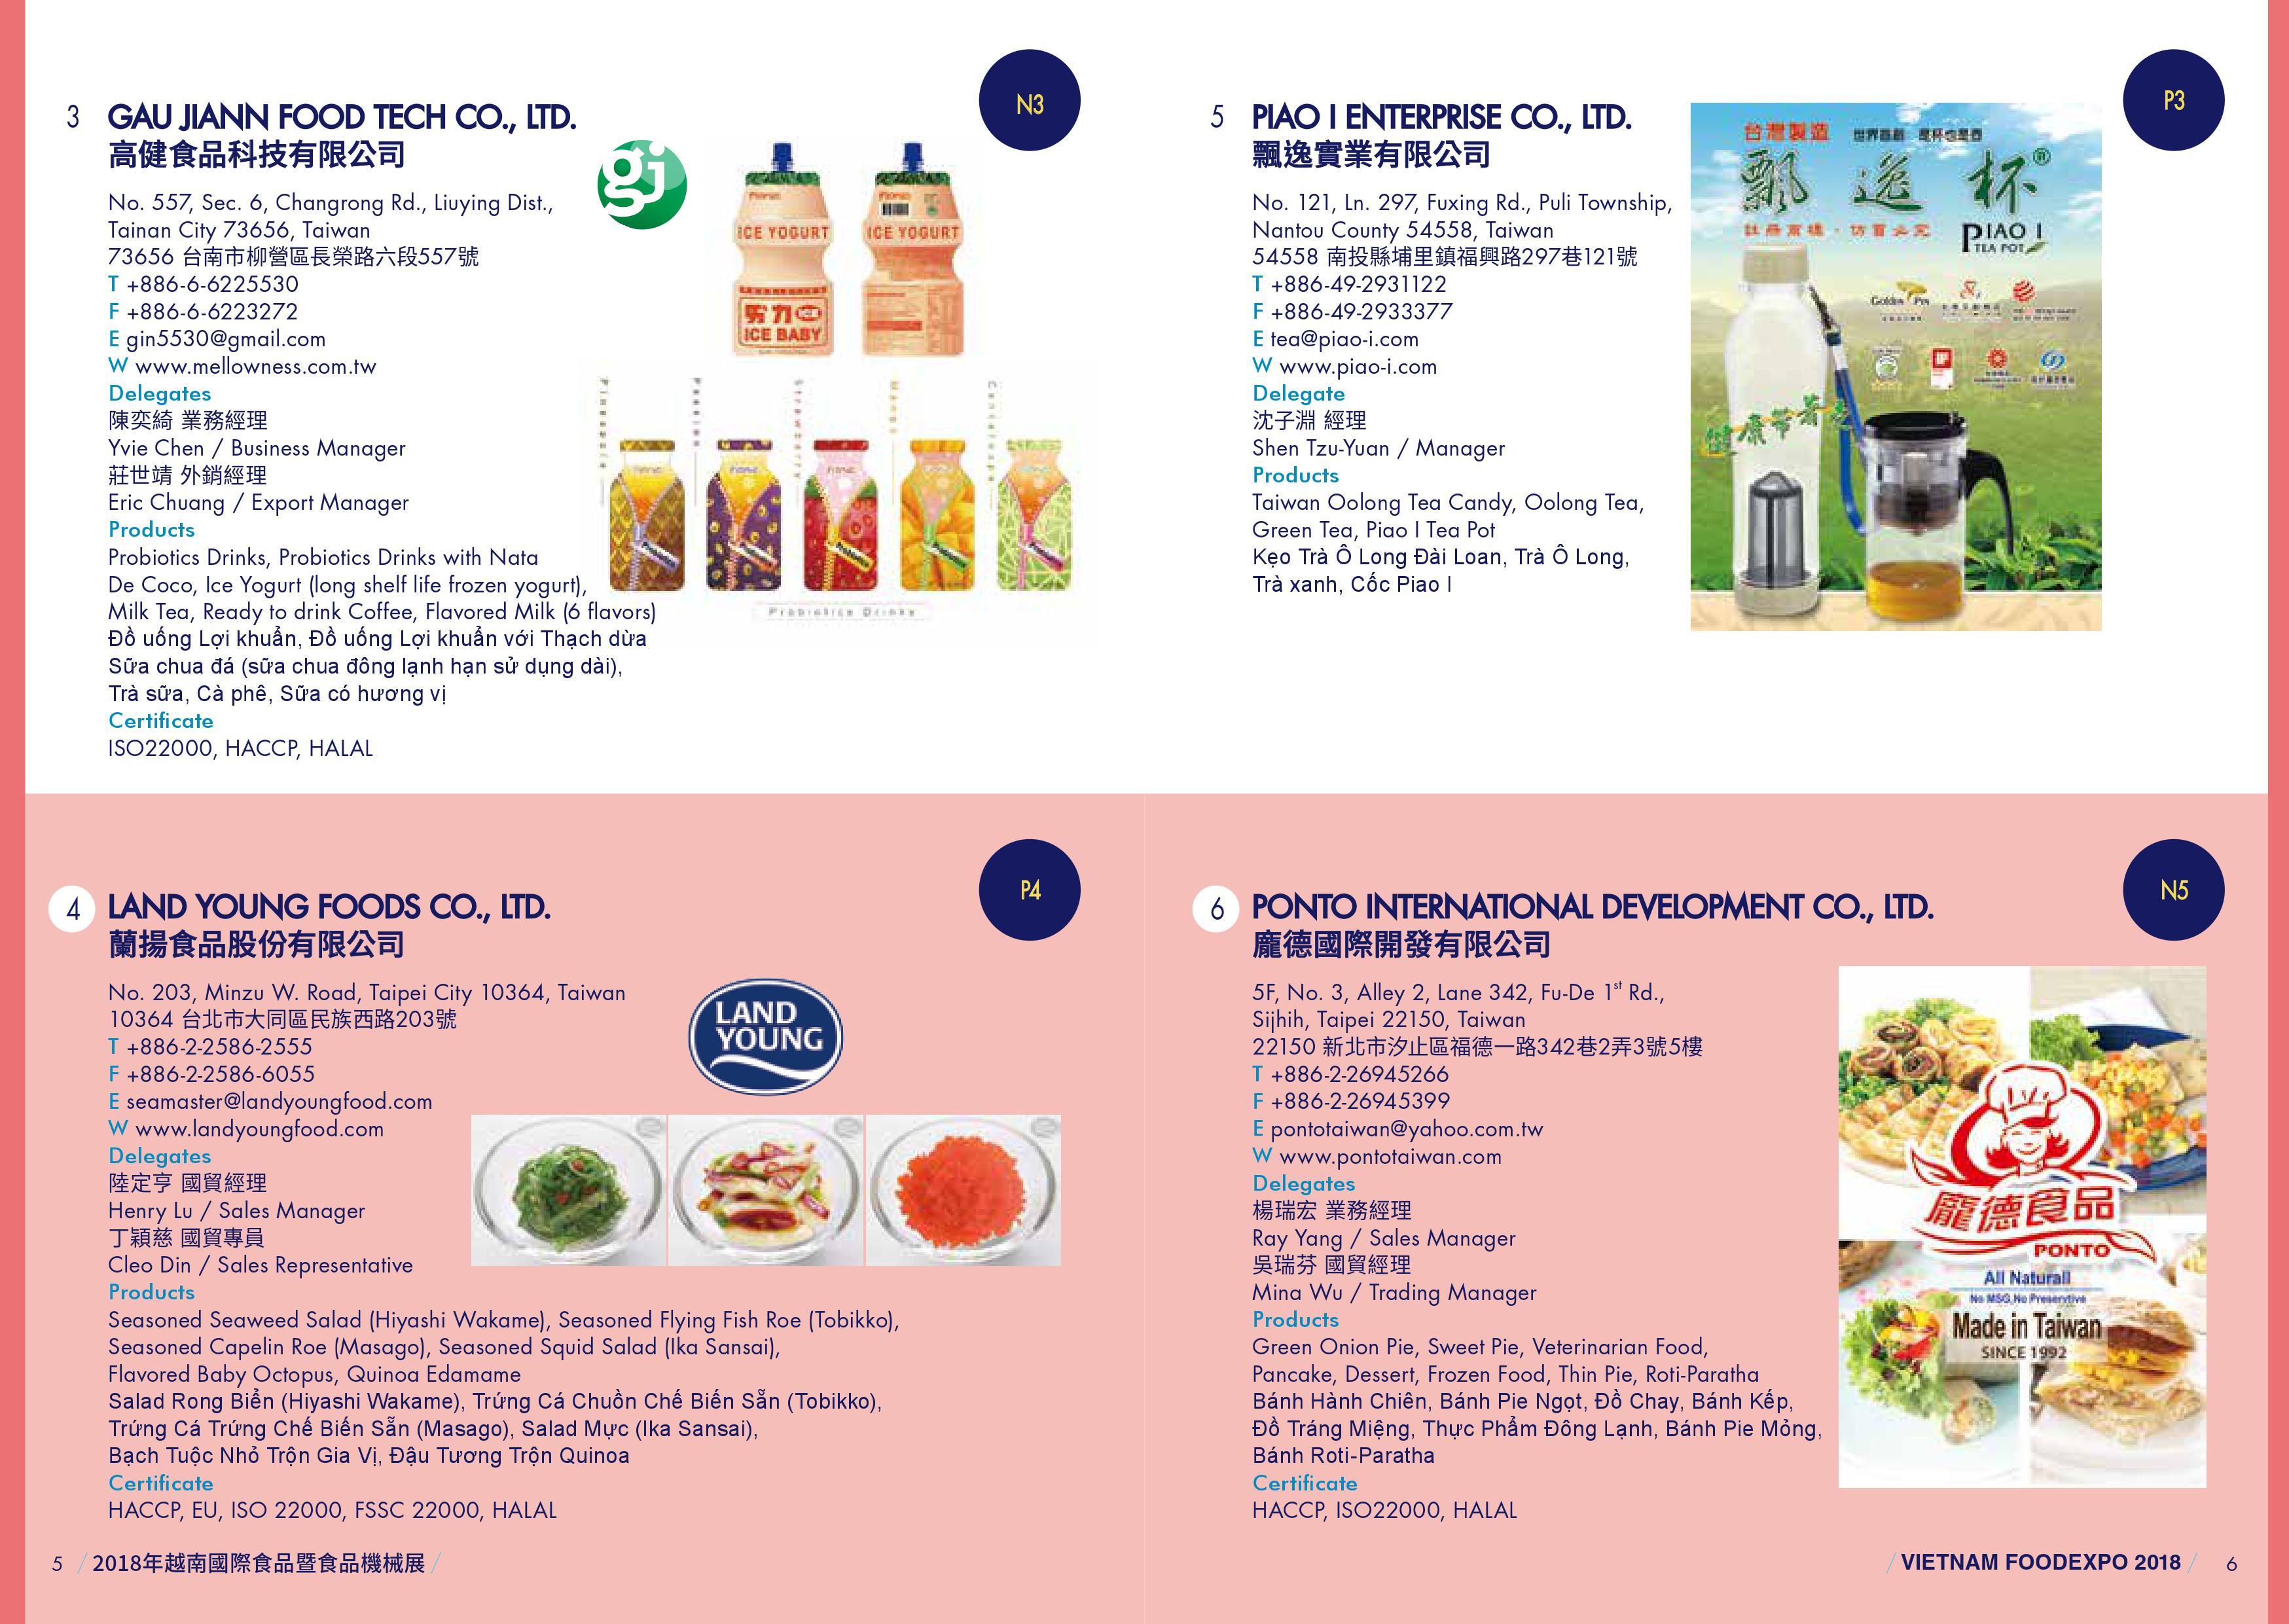 3
GAU JIANN FOOD TECH CO., LTD.
高健食品科技有限公司
N3
No. 557, Sec. 6, Changrong Rd., Liuying Dist.,
Tainan City 73656, Taiwan
73656 台南市柳營區長榮路六段557號
T +886-6-6225530
F +886-6-6223272
E gin5530@gmail.com
W www.mellowness.com.tw
Delegates
陳奕綺 業務經理
Yvie Chen / Business Manager
莊世靖 外銷經理
Eric Chuang / Export Manager
Products
Probiotics Drinks, Probiotics Drinks with Nata
De Coco, Ice Yogurt (long shelf life frozen yogurt),
Milk Tea, Ready to drink Coffee, Flavored Milk (6 flavors)
Đồ uống Lợi khuẩn, Đồ uống Lợi khuẩn với Thạch dừa
Sữa chua đá (sữa chua đông lạnh hạn sử dụng dài),
Trà sữa, Cà phê, Sữa có hương vị
Certificate
ISO22000, HACCP, HALAL
gj
ICE YOGURT
ICE YOGURT
ICE BABY
Probiotics Drinks
4
LAND YOUNG FOODS CO., LTD.
蘭揚食品股份有限公司
P4
No. 203, Minzu W. Road, Taipei City 10364, Taiwan
10364 台北市大同區民族西路203號
T +886-2-2586-2555
F +886-2-2586-6055
E seamaster@landyoungfood.com
W www.landyoungfood.com
Delegates
陸定亨 國貿經理
Henry Lu / Sales Manager
丁穎慈 國貿專員
Cleo Din / Sales Representative
Products
Seasoned Seaweed Salad (Hiyashi Wakame), Seasoned Flying Fish Roe (Tobikko),
Seasoned Capelin Roe (Masago), Seasoned Squid Salad (Ika Sansai),
Flavored Baby Octopus, Quinoa Edamame
Salad Rong Biển (Hiyashi Wakame), Trứng Cá Chuồn Chế Biến Sẵn (Tobikko),
Trứng Cá Trứng Chế Biến Sẵn (Masago), Salad Mực (Ika Sansai),
Bạch Tuộc Nhỏ Trộn Gia Vị, Đậu Tương Trộn Quinoa
Certificate
HACCP, EU, ISO 22000, FSSC 22000, HALAL
LAND
YOUNG
5 / 2018年越南國際食品暨食品機械展 /
5
PIAO I ENTERPRISE CO., LTD.
飄逸實業有限公司
P3
No. 121, Ln. 297, Fuxing Rd., Puli Township,
Nantou County 54558, Taiwan
54558 南投縣埔里鎮福興路297巷121號
T +886-49-2931122
F +886-49-2933377
E tea@piao-i.com
W www.piao-i.com
Delegate
沈子淵 經理
Shen Tzu-Yuan / Manager
Products
Taiwan Oolong Tea Candy, Oolong Tea,
Green Tea, Piao I Tea Pot
Kẹo Trà Ô Long Đài Loan, Trà Ô Long,
Trà xanh, Cốc Piao I
台灣製造 世界首創 是杯也是壺
飄逸杯®
註冊商標 · 仿冒必究
PIAO I
TEA POT
Golden Pin
6
PONTO INTERNATIONAL DEVELOPMENT CO., LTD.
龐德國際開發有限公司
N5
5F, No. 3, Alley 2, Lane 342, Fu-De 1st Rd.,
Sijhih, Taipei 22150, Taiwan
22150 新北市汐止區福德一路342巷2弄3號5樓
T +886-2-26945266
F +886-2-26945399
E pontotaiwan@yahoo.com.tw
W www.pontotaiwan.com
Delegates
楊瑞宏 業務經理
Ray Yang / Sales Manager
吳瑞芬 國貿經理
Mina Wu / Trading Manager
Products
Green Onion Pie, Sweet Pie, Veterinarian Food,
Pancake, Dessert, Frozen Food, Thin Pie, Roti-Paratha
Bánh Hành Chiên, Bánh Pie Ngọt, Đồ Chay, Bánh Kếp,
Đồ Tráng Miệng, Thực Phẩm Đông Lạnh, Bánh Pie Mỏng,
Bánh Roti-Paratha
Certificate
HACCP, ISO22000, HALAL
龐德食品
PONTO
All Naturall
No MSG,No Preservtive
Made in Taiwan
SINCE 1992
/ VIETNAM FOODEXPO 2018 / 6